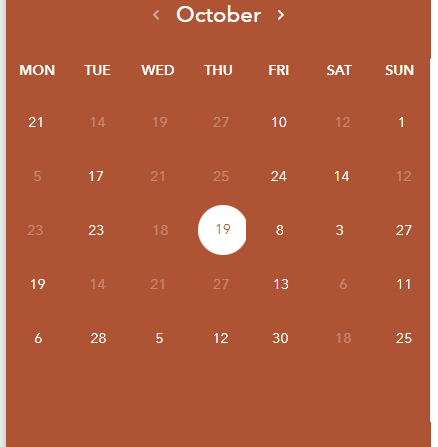 ‹ October ›
MON TUE WED THU FRI SAT SUN
21 14 19 27 10 12 1
5 17 21 25 24 14 12
23 23 18 19 8 3 27
19 14 21 27 13 6 11
6 28 5 12 30 18 25